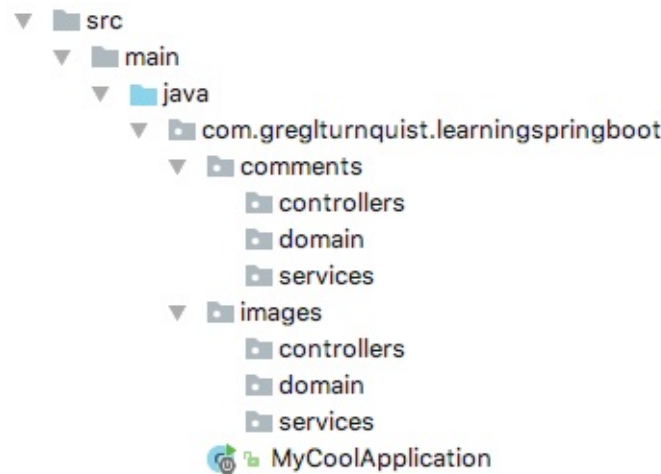 src
main
java
com.greglturnquist.learningspringboot
comments
controllers
domain
services
images
controllers
domain
services
MyCoolApplication